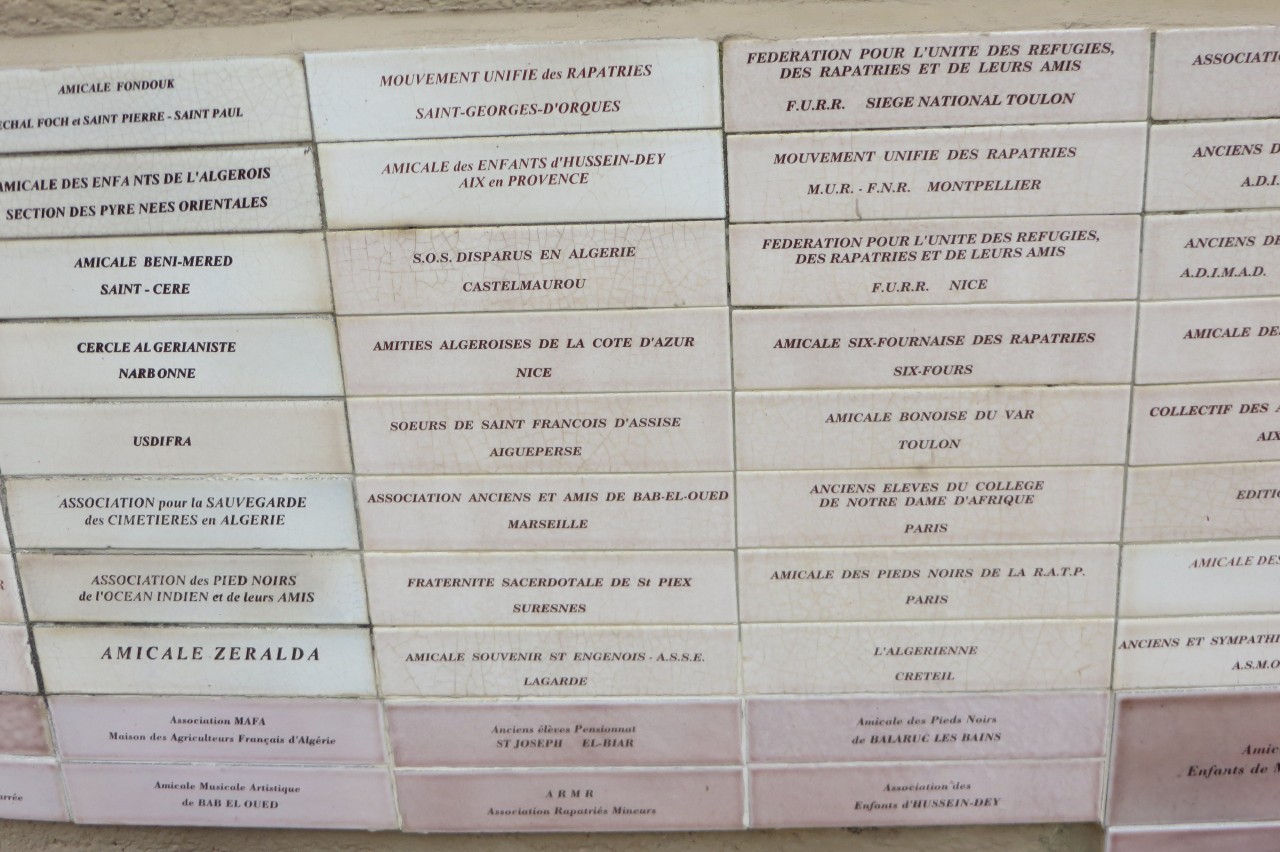 AMICALE FONDOUK
FOCH et SAINT PIERRE - SAINT PAUL
AMICALE DES ENFANTS DE L'ALGEROIS
SECTION DES PYRENEES ORIENTALES
AMICALE BENI-MERED
SAINT - CERE
CERCLE ALGERIANISTE
NARBONNE
USDIFRA
ASSOCIATION pour la SAUVEGARDE
des CIMETIERES en ALGERIE
ASSOCIATION des PIED NOIRS
de l'OCEAN INDIEN et de leurs AMIS
AMICALE ZERALDA
Association MAFA
Maison des Agriculteurs Français d'Algérie
Amicale Musicale Artistique
de BAB EL OUED
MOUVEMENT UNIFIE des RAPATRIES
SAINT-GEORGES-D'ORQUES
AMICALE des ENFANTS d'HUSSEIN-DEY
AIX en PROVENCE
S.O.S. DISPARUS EN ALGERIE
CASTELMAUROU
AMITIES ALGEROISES DE LA COTE D'AZUR
NICE
SOEURS DE SAINT FRANCOIS D'ASSISE
AIGUEPERSE
ASSOCIATION ANCIENS ET AMIS DE BAB-EL-OUED
MARSEILLE
FRATERNITE SACERDOTALE DE St PIEX
SURESNES
AMICALE SOUVENIR ST ENGENOIS - A.S.S.E.
LAGARDE
Anciens élèves Pensionnat
ST JOSEPH EL-BIAR
A R M R
Association Rapatriés Mineurs
FEDERATION POUR L'UNITE DES REFUGIES,
DES RAPATRIES ET DE LEURS AMIS
F.U.R.R. SIEGE NATIONAL TOULON
MOUVEMENT UNIFIE DES RAPATRIES
M.U.R. - F.N.R. MONTPELLIER
FEDERATION POUR L'UNITE DES REFUGIES,
DES RAPATRIES ET DE LEURS AMIS
F.U.R.R. NICE
AMICALE SIX-FOURNAISE DES RAPATRIES
SIX-FOURS
AMICALE BONOISE DU VAR
TOULON
ANCIENS ELEVES DU COLLEGE
DE NOTRE DAME D'AFRIQUE
PARIS
AMICALE DES PIEDS NOIRS DE LA R.A.T.P.
PARIS
L'ALGERIENNE
CRETEIL
Amicale des Pieds Noirs
de BALARUC LES BAINS
Association des
Enfants d'HUSSEIN-DEY
ANCIENS
A.D.I.
ANCIENS
A.D.I.M.A.D.
AMICALE
COLLECTIF DES
AIX
AMICALE DES
ANCIENS ET
Enfants de